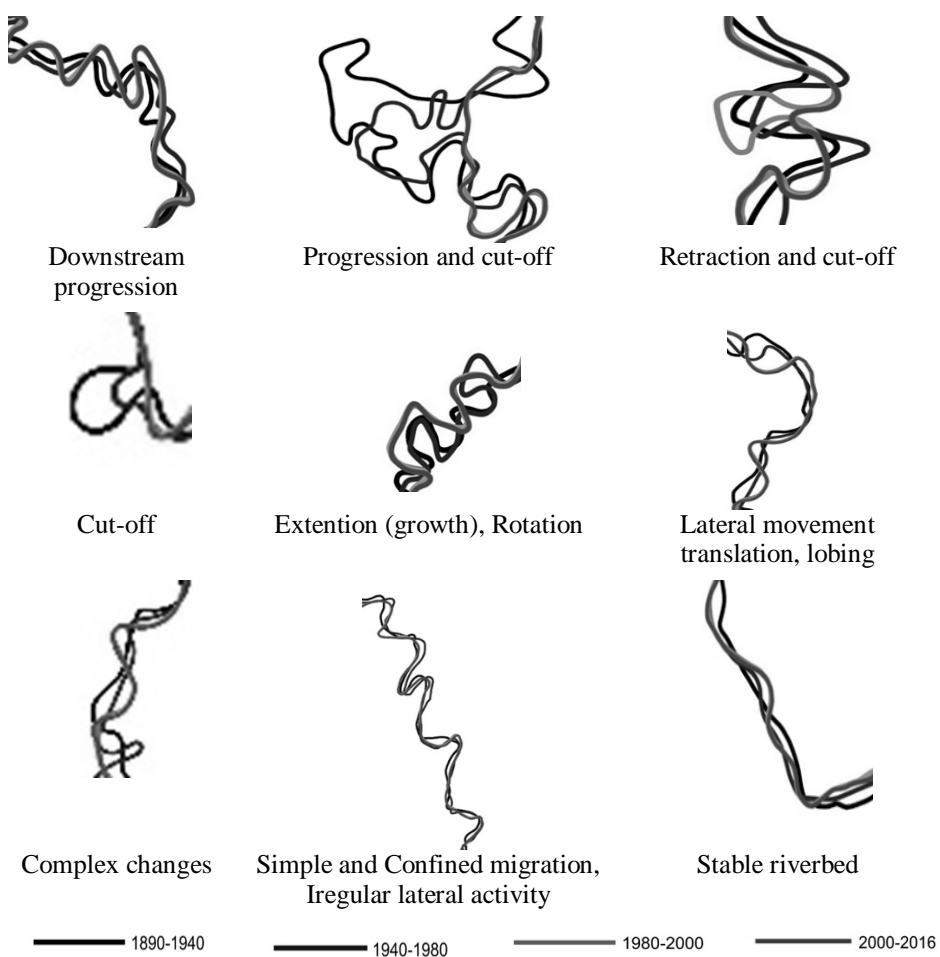 Downstream
progression
Progression and cut-off
Retraction and cut-off
Cut-off
Extention (growth), Rotation
Lateral movement
translation, lobing
Complex changes
Simple and Confined migration,
Iregular lateral activity
Stable riverbed
1890-1940
1940-1980
1980-2000
2000-2016